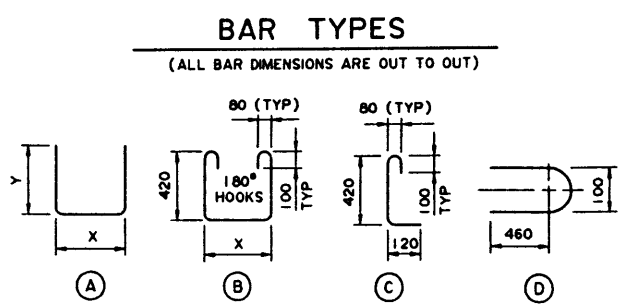 BAR TYPES
(ALL BAR DIMENSIONS ARE OUT TO OUT)
80 (TYP)
80 (TYP)
Y
420
180°
HOOKS
100
TYP
420
100
TYP
100
X
X
120
460
A
B
C
D